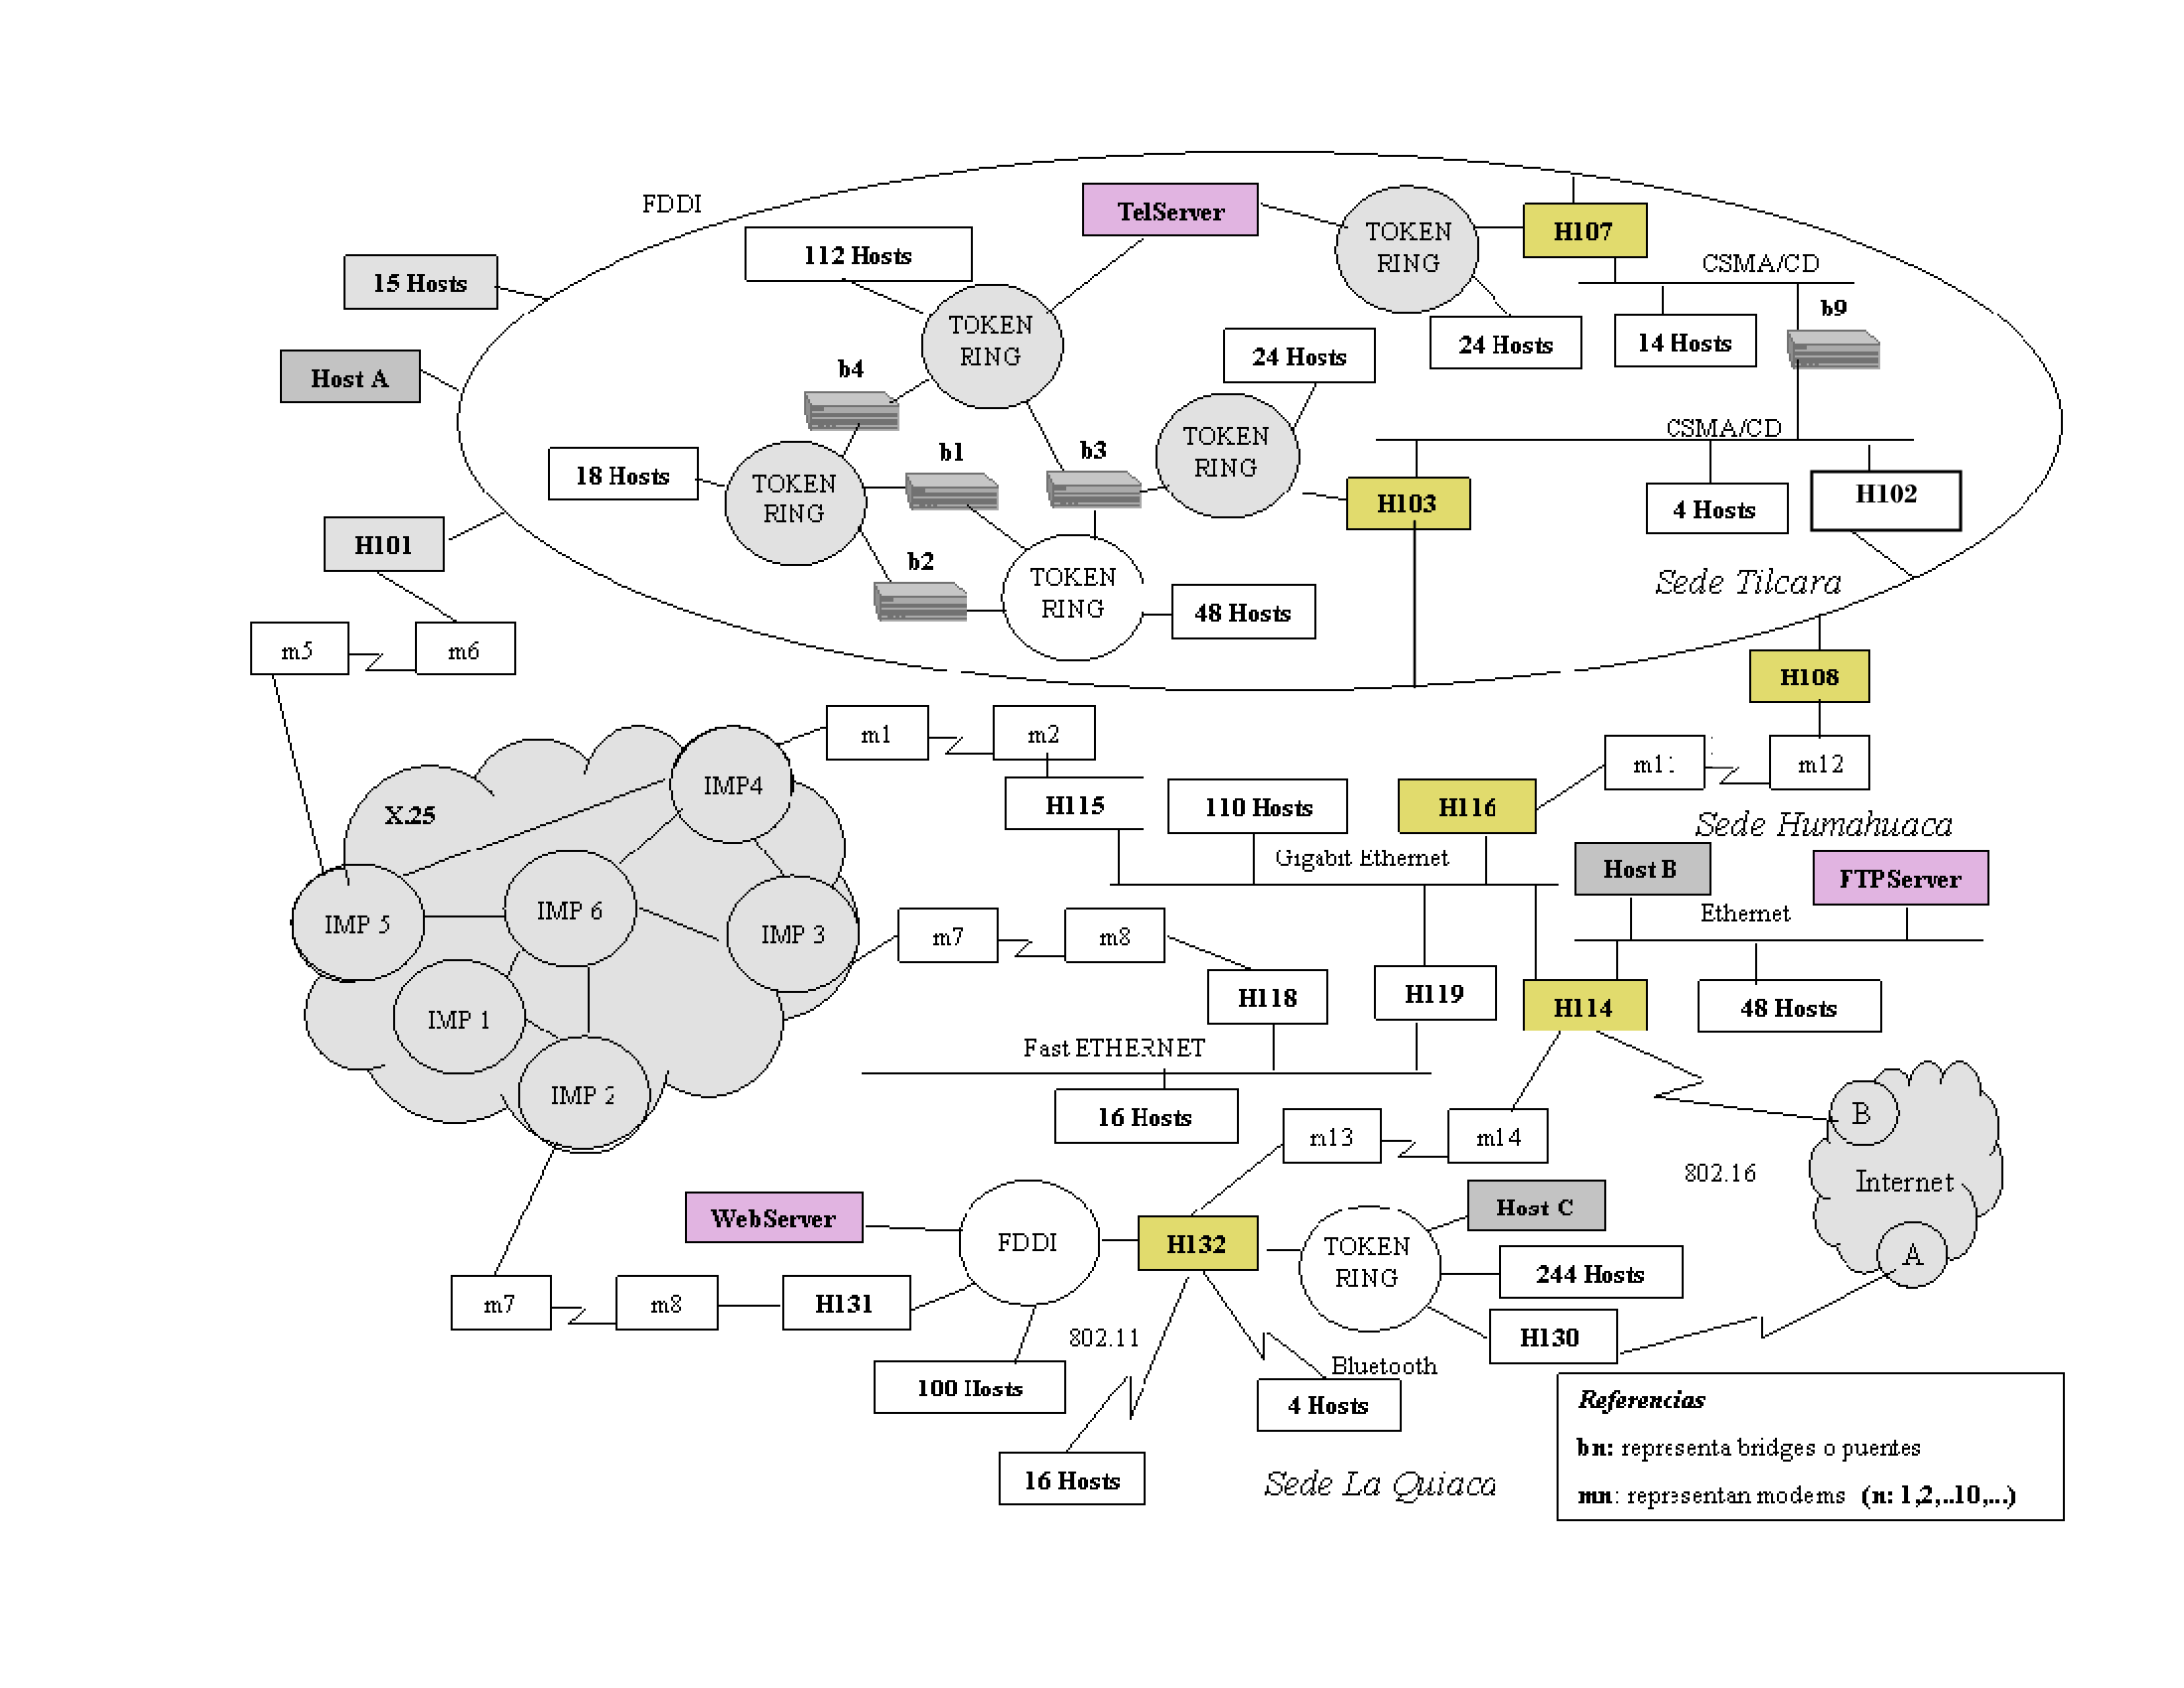 FDDI
TelServer
TOKEN
RING
H107
112 Hosts
CSMA/CD
15 Hosts
b9
TOKEN
RING
24 Hosts
24 Hosts
14 Hosts
Host A
b4
TOKEN
RING
CSMA/CD
b1
b3
18 Hosts
TOKEN
RING
H103
4 Hosts
H102
H101
b2
TOKEN
RING
48 Hosts
Sede Tilcara
m5
m6
H108
m1
m2
m12
IMP4
H115
110 Hosts
H116
X.25
Sede Humahuaca
Gigabit Ethernet
Host B
FTPServer
Ethernet
IMP 5
IMP 6
IMP 3
m7
m8
H118
H119
H114
48 Hosts
IMP 1
Fast ETHERNET
IMP 2
16 Hosts
m13
m14
B
802.16
Internet
WebServer
FDDI
H132
TOKEN
RING
Host C
A
244 Hosts
m7
m8
H131
H130
802.11
Bluetooth
100 Hosts
4 Hosts
16 Hosts
Sede La Quiaca
Referencias
bn: representa bridges o puentes
mn: representan modems (n: 1,2,..10,...)